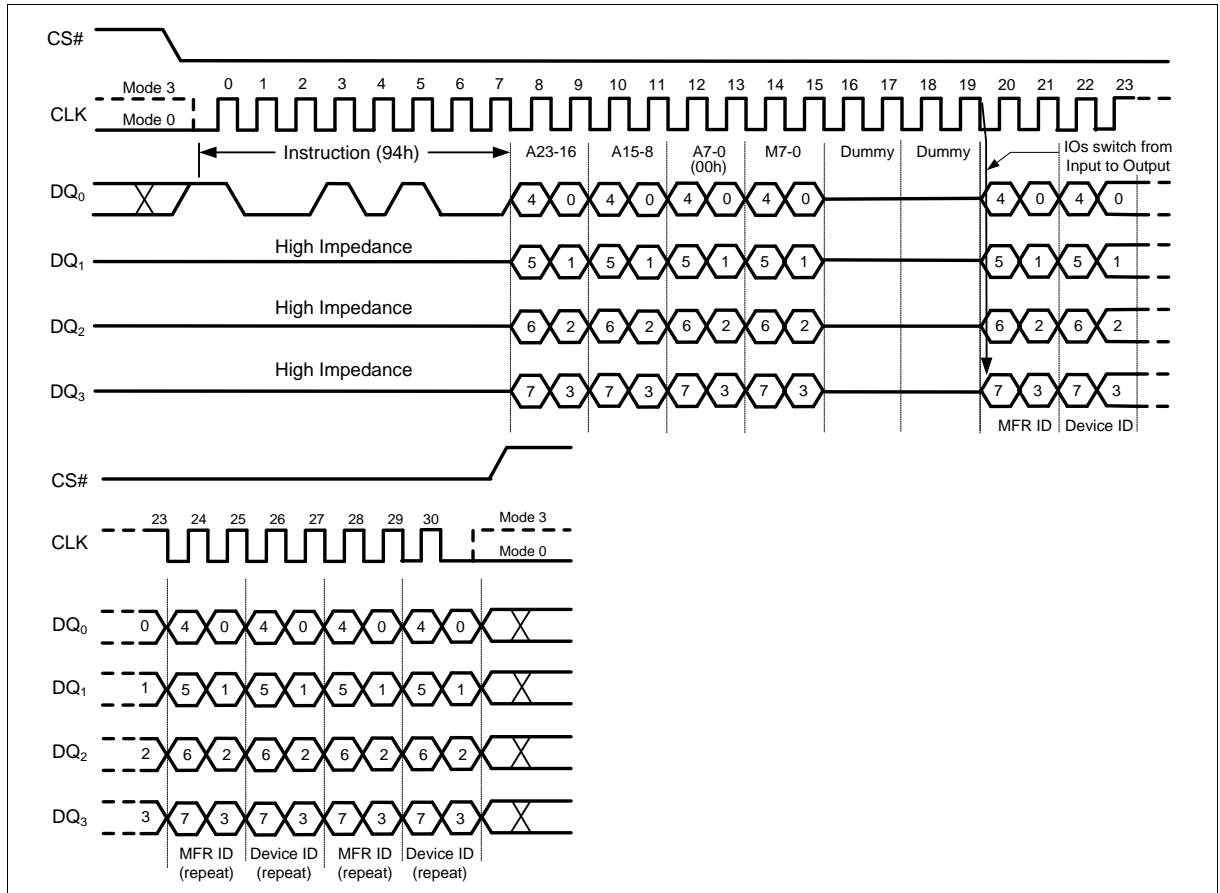 CS#
Mode 3 0 1 2 3 4 5 6 7 8 9 10 11 12 13 14 15 16 17 18 19 20 21 22 23
CLK
Mode 0
Instruction (94h) A23-16 A15-8 A7-0 M7-0 Dummy Dummy IOs switch from
(00h) Input to Output
DQ0 4 0 4 0 4 0 4 0 4 0 4 0
High Impedance
DQ1 5 1 5 1 5 1 5 1 5 1 5 1
High Impedance
DQ2 6 2 6 2 6 2 6 2 6 2 6 2
High Impedance
DQ3 7 3 7 3 7 3 7 3 7 3 7 3
MFR ID Device ID
CS#
23 24 25 26 27 28 29 30 Mode 3
CLK
Mode 0
DQ0 0 4 0 4 0 4 0 4 0
DQ1 1 5 1 5 1 5 1 5 1
DQ2 2 6 2 6 2 6 2 6 2
DQ3 3 7 3 7 3 7 3 7 3
MFR ID Device ID MFR ID Device ID
(repeat) (repeat) (repeat) (repeat)